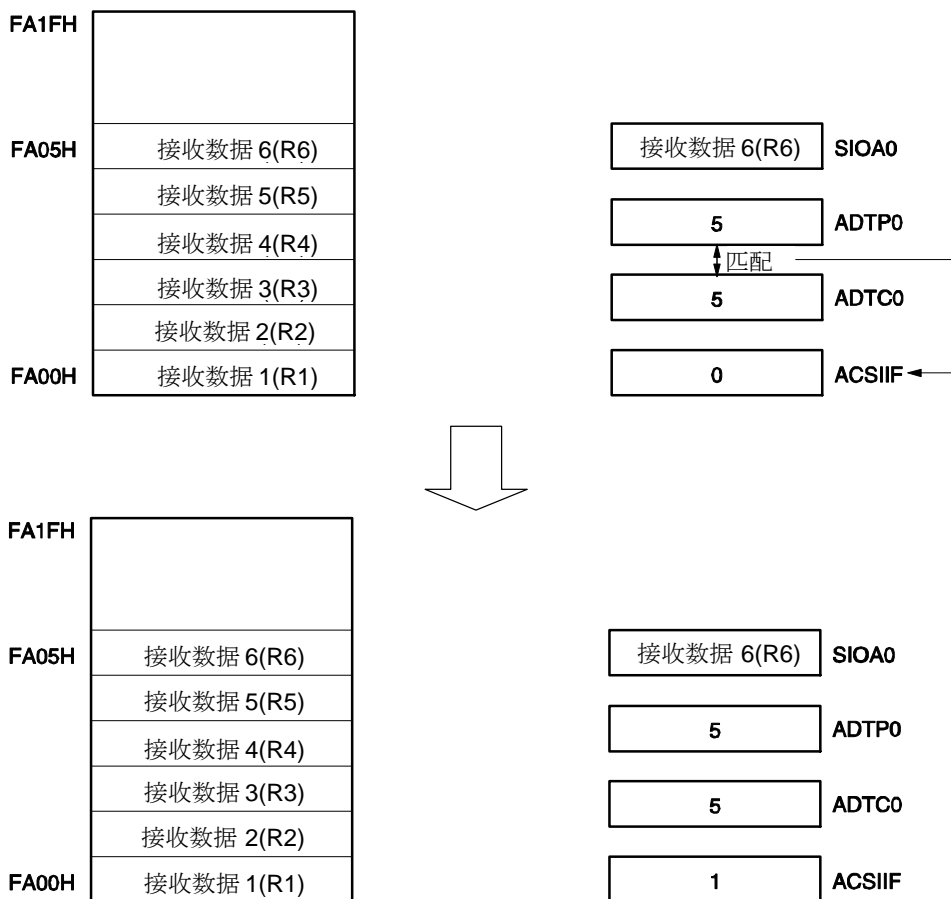 FA1FH
FA05H 接收数据 6(R6) 接收数据 6(R6) SIOA0
接收数据 5(R5)
5 ADTP0
接收数据 4(R4)
匹配
接收数据 3(R3)
5 ADTC0
接收数据 2(R2)
FA00H 接收数据 1(R1) 0 ACSIIF
FA1FH
FA05H 接收数据 6(R6) 接收数据 6(R6) SIOA0
接收数据 5(R5)
5 ADTP0
接收数据 4(R4)
接收数据 3(R3)
5 ADTC0
接收数据 2(R2)
FA00H 接收数据 1(R1) 1 ACSIIF